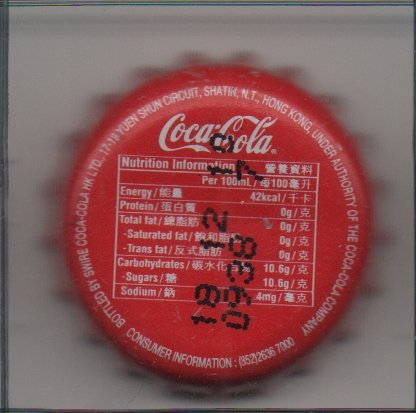 BOTTLED BY SWIRE COCA-COLA HK LTD., 17-19 YUEN SHUN CIRCUIT, SHATIN, N.T., HONG KONG, UNDER AUTHORITY OF THE COCA-COLA COMPANY
Coca-Cola
Nutrition Information 營養資料
Per 100mL/每100毫升
Energy/能量 42kcal/千卡
Protein/蛋白質 0g/克
Total fat/總脂肪 0g/克
-Saturated fat/飽和脂肪 0g/克
-Trans fat/反式脂肪 0g/克
Carbohydrates/碳水化 10.6g/克
-Sugars/糖 10.6g/克
Sodium/鈉 4mg/毫克
CONSUMER INFORMATION : (852)2636 7000
18 12 18
0938 7